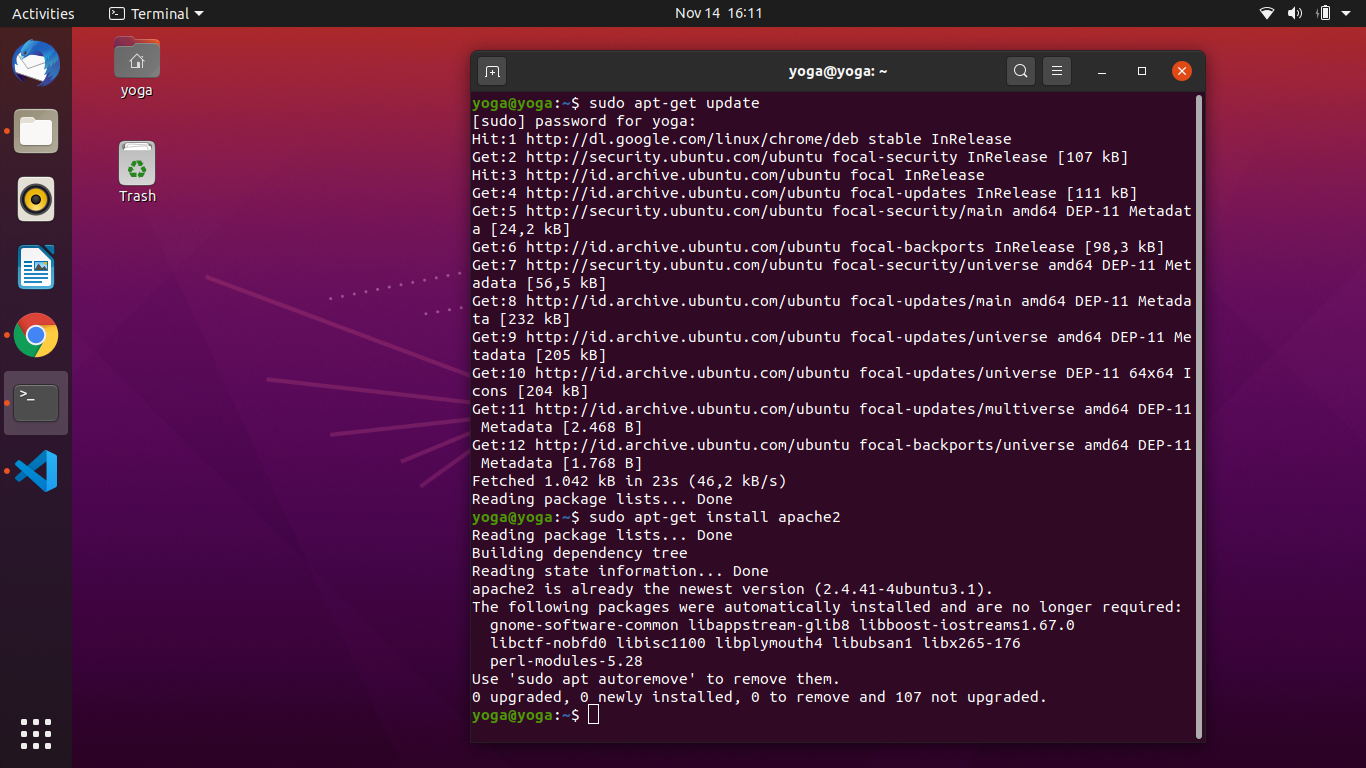 Activities
Terminal
Nov 14 16:11
yoga
Trash
yoga@yoga: ~
yoga@yoga:~$ sudo apt-get update
[sudo] password for yoga:
Hit:1 http://dl.google.com/linux/chrome/deb stable InRelease
Get:2 http://security.ubuntu.com/ubuntu focal-security InRelease [107 kB]
Hit:3 http://id.archive.ubuntu.com/ubuntu focal InRelease
Get:4 http://id.archive.ubuntu.com/ubuntu focal-updates InRelease [111 kB]
Get:5 http://security.ubuntu.com/ubuntu focal-security/main amd64 DEP-11 Metadat
a [24,2 kB]
Get:6 http://id.archive.ubuntu.com/ubuntu focal-backports InRelease [98,3 kB]
Get:7 http://security.ubuntu.com/ubuntu focal-security/universe amd64 DEP-11 Met
adata [56,5 kB]
Get:8 http://id.archive.ubuntu.com/ubuntu focal-updates/main amd64 DEP-11 Metada
ta [232 kB]
Get:9 http://id.archive.ubuntu.com/ubuntu focal-updates/universe amd64 DEP-11 Me
tadata [205 kB]
Get:10 http://id.archive.ubuntu.com/ubuntu focal-updates/universe DEP-11 64x64 I
cons [204 kB]
Get:11 http://id.archive.ubuntu.com/ubuntu focal-updates/multiverse amd64 DEP-11
 Metadata [2.468 B]
Get:12 http://id.archive.ubuntu.com/ubuntu focal-backports/universe amd64 DEP-11
 Metadata [1.768 B]
Fetched 1.042 kB in 23s (46,2 kB/s)
Reading package lists... Done
yoga@yoga:~$ sudo apt-get install apache2
Reading package lists... Done
Building dependency tree
Reading state information... Done
apache2 is already the newest version (2.4.41-4ubuntu3.1).
The following packages were automatically installed and are no longer required:
  gnome-software-common libappstream-glib8 libboost-iostreams1.67.0
  libctf-nobfd0 libisc1100 libplymouth4 libubsan1 libx265-176
  perl-modules-5.28
Use 'sudo apt autoremove' to remove them.
0 upgraded, 0 newly installed, 0 to remove and 107 not upgraded.
yoga@yoga:~$